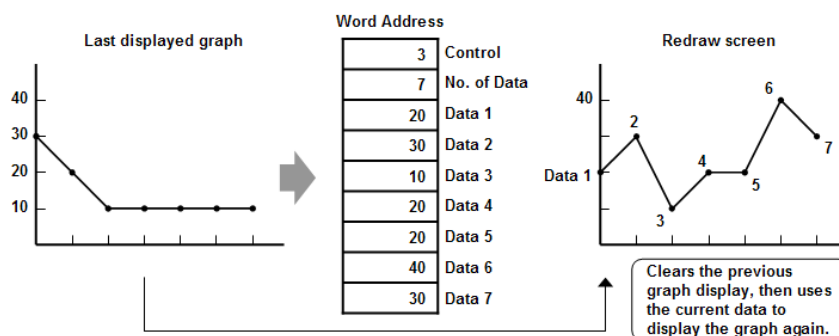 Last displayed graph
40
30
20
10
Word Address
3 Control
7 No. of Data
20 Data 1
30 Data 2
10 Data 3
20 Data 4
20 Data 5
40 Data 6
30 Data 7
Redraw screen
40
Data 1
2
3
4
5
6
7
Clears the previous
graph display, then uses
the current data to
display the graph again.